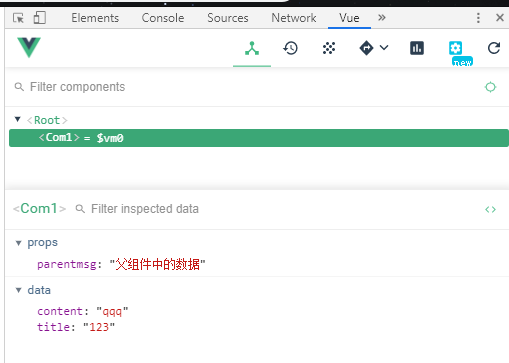 Elements Console Sources Network Vue »
new
Filter components
<Root>
<Com1> = $vm0
<Com1> Filter inspected data <>
props
parentmsg: "父组件中的数据"
data
content: "qqq"
title: "123"